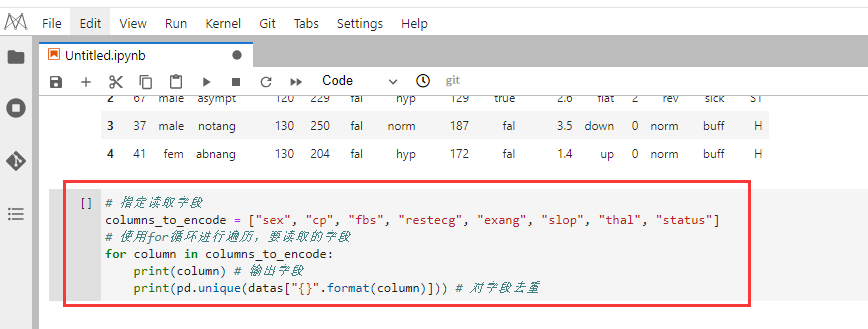 File Edit View Run Kernel Git Tabs Settings Help
Untitled.ipynb
Code git
2 67 male asympt 120 229 fal hyp 129 true 2.6 flat 2 rev sick S1
3 37 male notang 130 250 fal norm 187 fal 3.5 down 0 norm buff H
4 41 fem abnang 130 204 fal hyp 172 fal 1.4 up 0 norm buff H
[] # 指定读取字段
columns_to_encode = ["sex", "cp", "fbs", "restecg", "exang", "slop", "thal", "status"]
# 使用for循环进行遍历，要读取的字段
for column in columns_to_encode:
print(column) # 输出字段
print(pd.unique(datas["{}".format(column)])) # 对字段去重